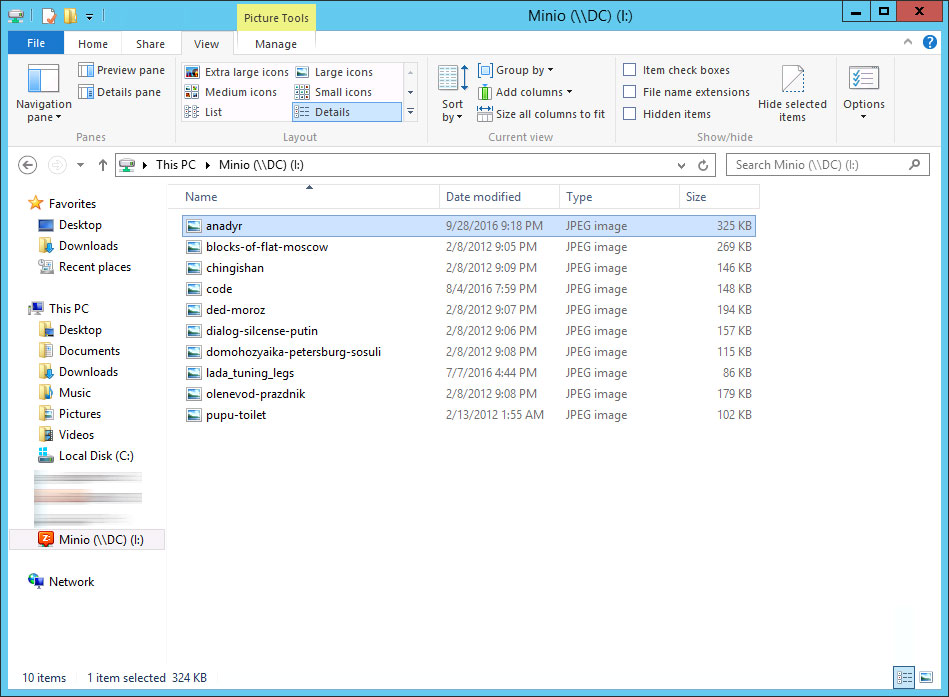 Picture Tools
Minio (\\DC) (I:)
File Home Share View Manage
Navigation pane
Preview pane
Details pane
Panes
Extra large icons Large icons
Medium icons Small icons
List Details
Layout
Sort by
Group by
Add columns
Size all columns to fit
Current view
Item check boxes
File name extensions
Hidden items
Hide selected items
Show/hide
Options
This PC Minio (\\DC) (I:)
Search Minio (\\DC) (I:)
Favorites
Desktop
Downloads
Recent places
This PC
Desktop
Documents
Downloads
Music
Pictures
Videos
Local Disk (C:)
Minio (\\DC) (I:)
Network
Name Date modified Type Size
anadyr 9/28/2016 9:18 PM JPEG image 325 KB
blocks-of-flat-moscow 2/8/2012 9:05 PM JPEG image 269 KB
chingishan 2/8/2012 9:09 PM JPEG image 146 KB
code 8/4/2016 7:59 PM JPEG image 148 KB
ded-moroz 2/8/2012 9:07 PM JPEG image 194 KB
dialog-silcense-putin 2/8/2012 9:06 PM JPEG image 157 KB
domohozyaika-petersburg-sosuli 2/8/2012 9:08 PM JPEG image 115 KB
lada_tuning_legs 7/7/2016 4:44 PM JPEG image 86 KB
olenevod-prazdnik 2/8/2012 9:08 PM JPEG image 179 KB
pupu-toilet 2/13/2012 1:55 AM JPEG image 102 KB
10 items 1 item selected 324 KB